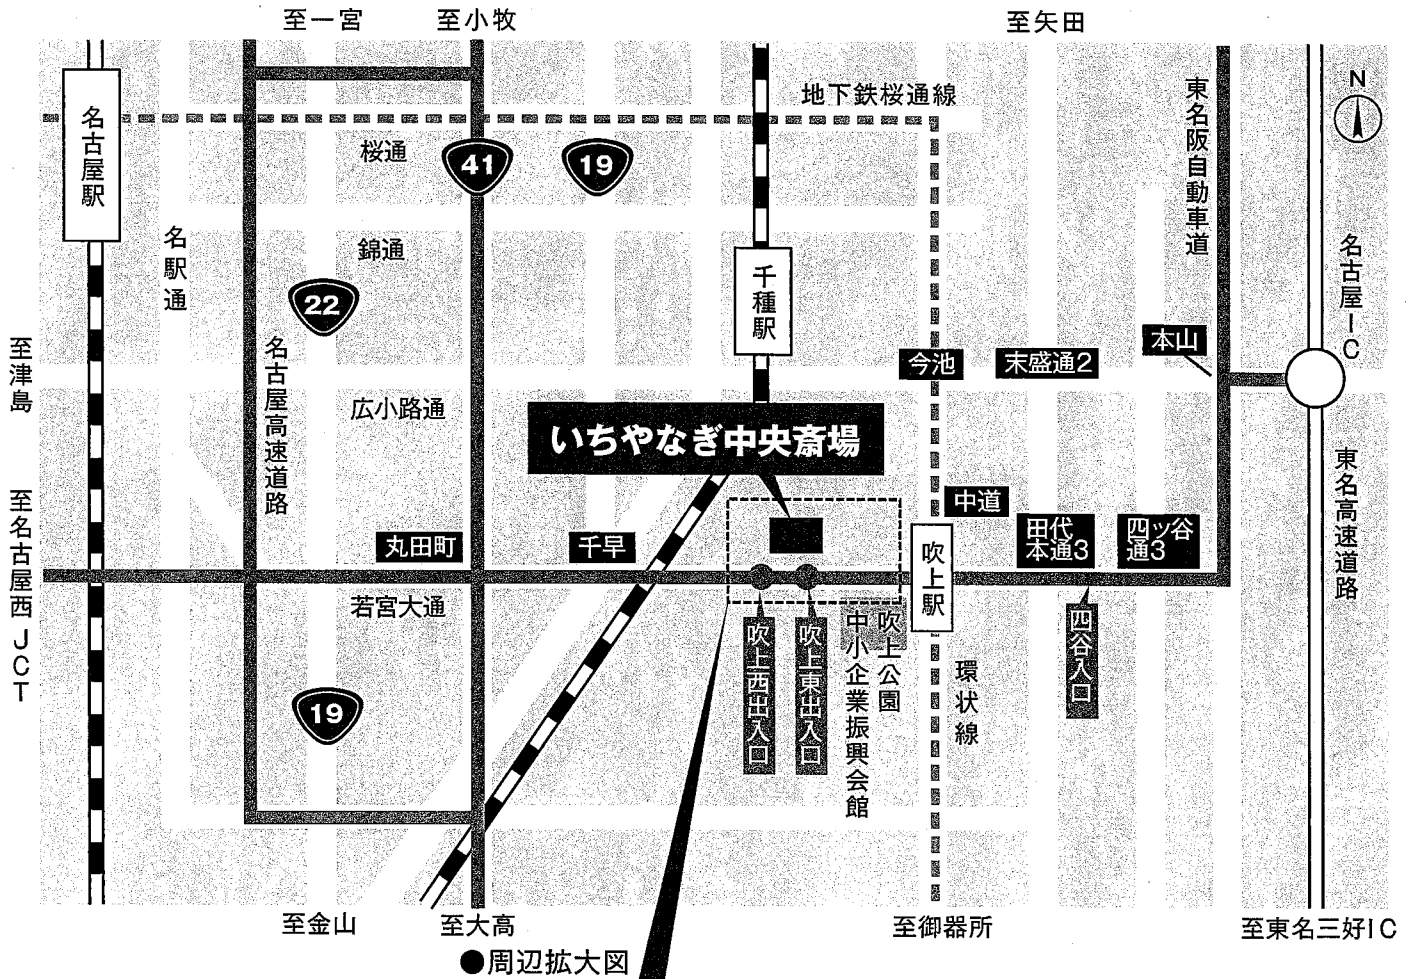 至一宮
至小牧
至矢田
N
地下鉄桜通線
東名阪自動車道
名古屋駅
桜通
41
19
名駅通
錦通
名古屋IC
千種駅
22
本山
至津島
名古屋高速道路
今池
末盛通2
広小路通
いちやなぎ中央斎場
東名高速道路
至名古屋西JCT
中道
丸田町
千早
吹上駅
田代
本通3
四ッ谷
通3
若宮大通
吹上西出入口
吹上東出入口
中小企業振興会館
吹上公園
四谷入口
環状線
19
至金山
至大高
至御器所
至東名三好IC
●周辺拡大図